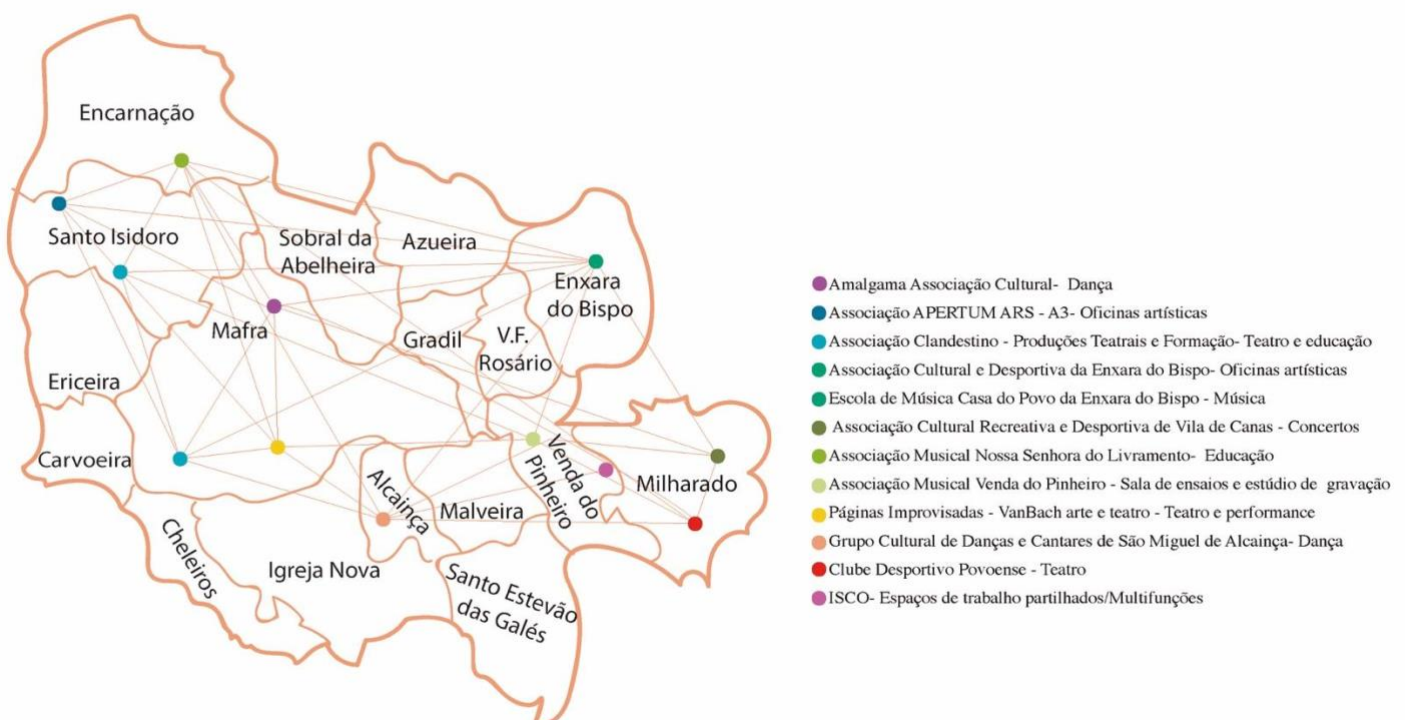 Encarnação
Santo Isidoro
Sobral da
Abelheira
Azueira
Enxara
do Bispo
Mafra
Gradil
V.F.
Rosário
Ericeira
Carvoeira
Alcainça
Malveira
Venda do
Pinheiro
Milharado
Cheleiros
Igreja Nova
Santo Estevão
das Galés
Amalgama Associação Cultural- Dança
Associação APERTUM ARS - A3- Oficinas artísticas
Associação Clandestino - Produções Teatrais e Formação- Teatro e educação
Associação Cultural e Desportiva da Enxara do Bispo- Oficinas artísticas
Escola de Música Casa do Povo da Enxara do Bispo - Música
Associação Cultural Recreativa e Desportiva de Vila de Canas - Concertos
Associação Musical Nossa Senhora do Livramento- Educação
Associação Musical Venda do Pinheiro - Sala de ensaios e estúdio de gravação
Páginas Improvisadas - VanBach arte e teatro - Teatro e performance
Grupo Cultural de Danças e Cantares de São Miguel de Alcainça- Dança
Clube Desportivo Povoense - Teatro
ISCO- Espaços de trabalho partilhados/Multifunções